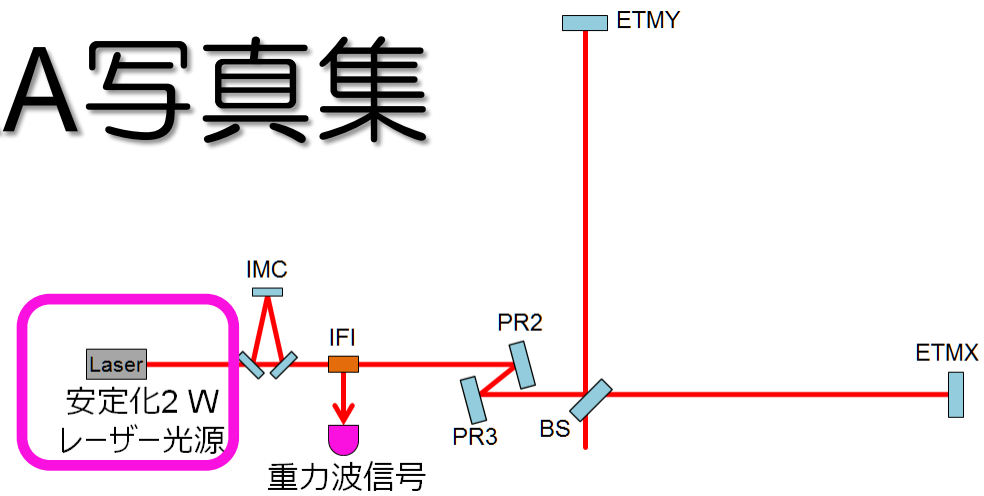 A写真集
ETMY
IMC
IFI
PR2
ETMX
Laser
安定化2 W
レーザー光源
PR3
BS
重力波信号